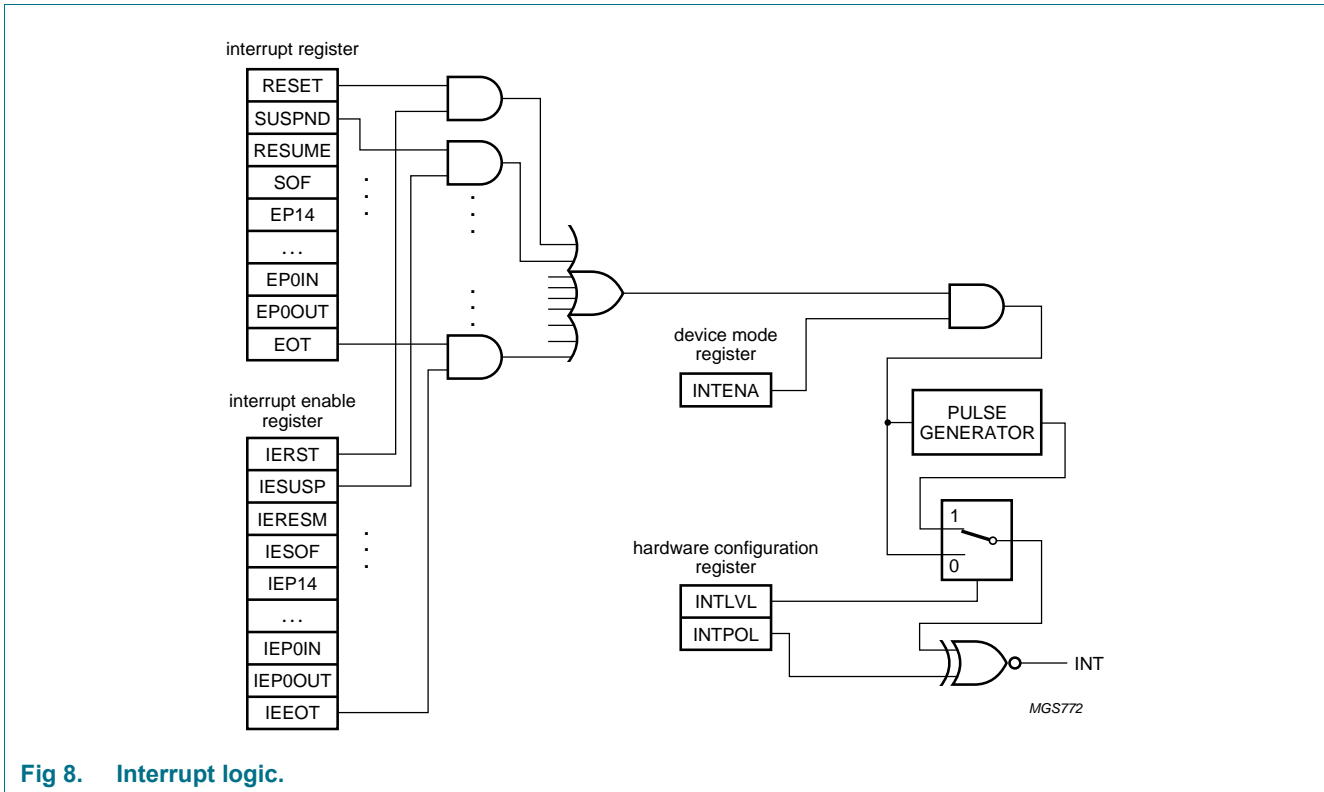 interrupt register
RESET
SUSPND
RESUME
SOF
EP14
...
EP0IN
EP0OUT
EOT
interrupt enable
register
IERST
IESUSP
IERESM
IESOF
IEP14
...
IEP0IN
IEP0OUT
IEEOT
device mode
register
INTENA
PULSE
GENERATOR
1
0
hardware configuration
register
INTLVL
INTPOL
INT
MGS772
Fig 8. Interrupt logic.